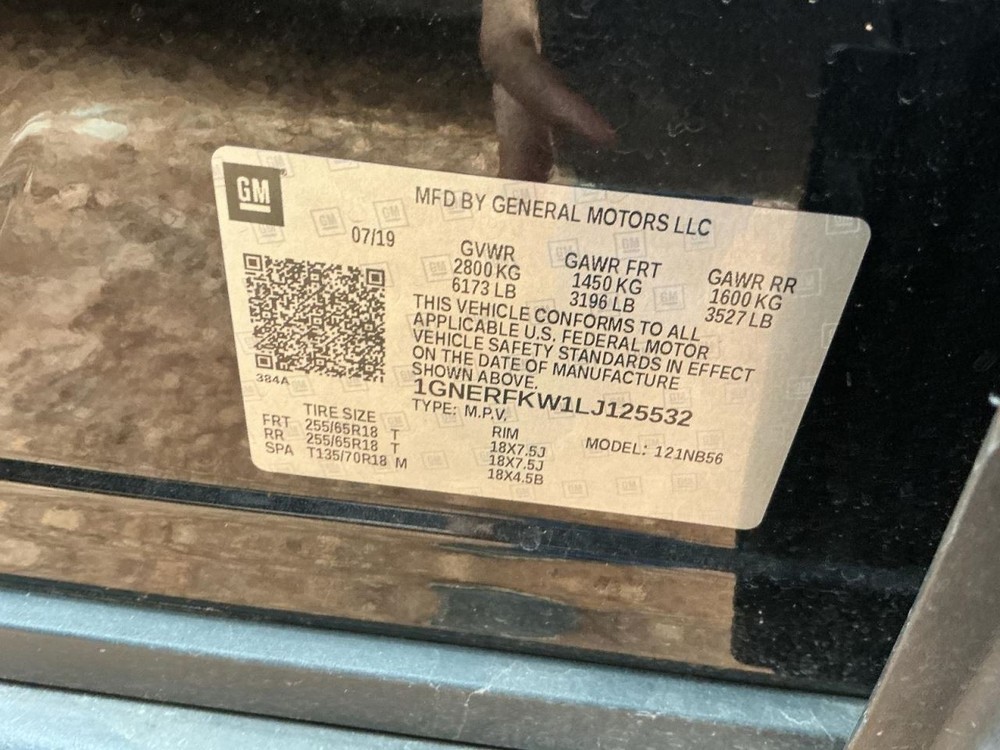 GM
MFD BY GENERAL MOTORS LLC
07/19
GVWR GAWR FRT GAWR RR
2800 KG 1450 KG 1600 KG
6173 LB 3196 LB 3527 LB
THIS VEHICLE CONFORMS TO ALL
APPLICABLE U.S. FEDERAL MOTOR
VEHICLE SAFETY STANDARDS IN EFFECT
ON THE DATE OF MANUFACTURE
SHOWN ABOVE.
384A
1GNERFKW1LJ125532
TYPE: M.P.V.
MODEL: 121NB56
TIRE SIZE RIM
FRT 255/65R18 T 18X7.5J
RR 255/65R18 T 18X7.5J
SPA T135/70R18 M 18X4.5B